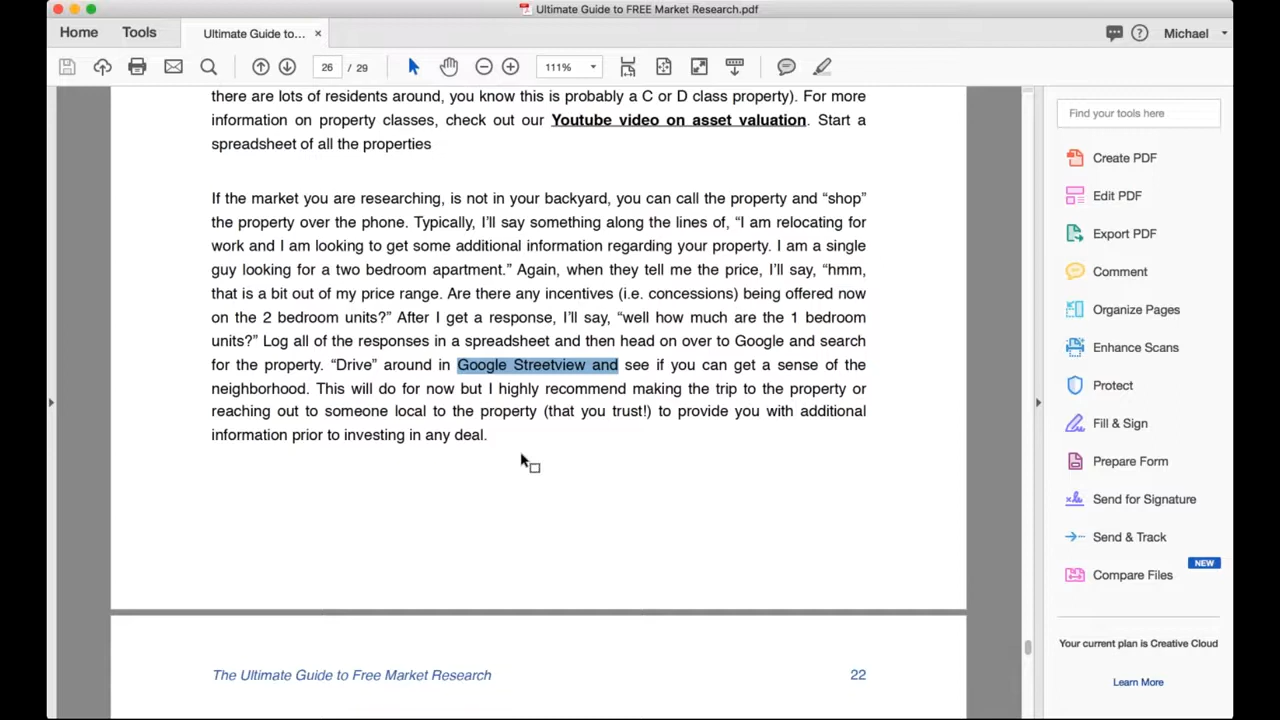 Ultimate Guide to FREE Market Research.pdf
Home
Tools
Ultimate Guide to... ×
Michael
26 / 29
111%
there are lots of residents around, you know this is probably a C or D class property). For more
information on property classes, check out our Youtube video on asset valuation. Start a
spreadsheet of all the properties
If the market you are researching, is not in your backyard, you can call the property and “shop”
the property over the phone. Typically, I’ll say something along the lines of, “I am relocating for
work and I am looking to get some additional information regarding your property. I am a single
guy looking for a two bedroom apartment.” Again, when they tell me the price, I’ll say, “hmm,
that is a bit out of my price range. Are there any incentives (i.e. concessions) being offered now
on the 2 bedroom units?” After I get a response, I’ll say, “well how much are the 1 bedroom
units?” Log all of the responses in a spreadsheet and then head on over to Google and search
for the property. “Drive” around in Google Streetview and see if you can get a sense of the
neighborhood. This will do for now but I highly recommend making the trip to the property or
reaching out to someone local to the property (that you trust!) to provide you with additional
information prior to investing in any deal.
The Ultimate Guide to Free Market Research 22
Find your tools here
Create PDF
Edit PDF
Export PDF
Comment
Organize Pages
Enhance Scans
Protect
Fill & Sign
Prepare Form
Send for Signature
Send & Track
NEW
Compare Files
Your current plan is Creative Cloud
Learn More